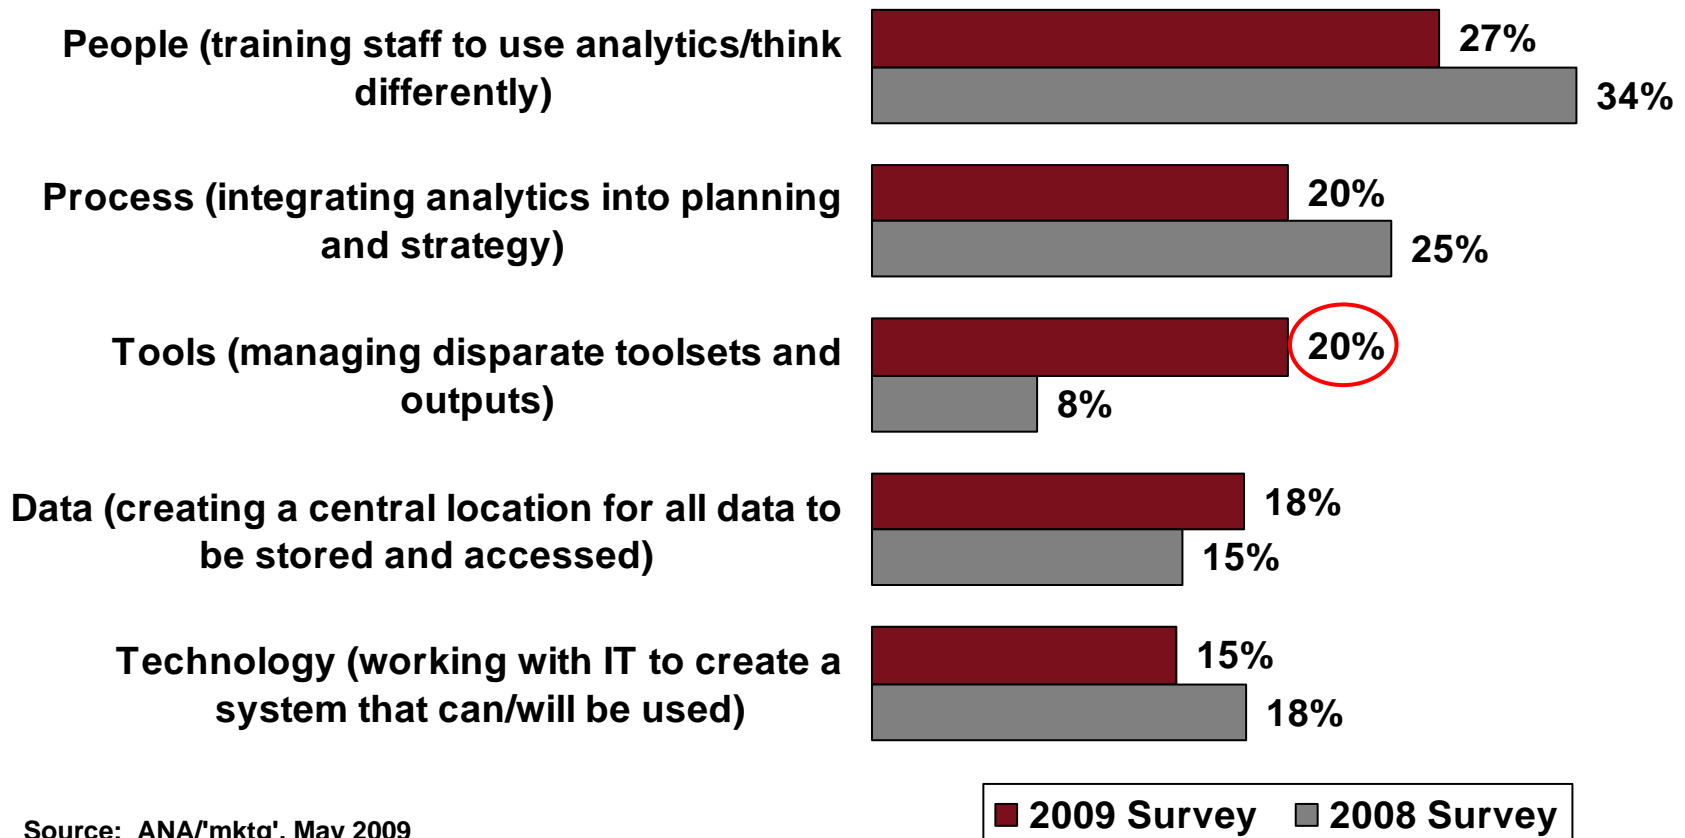 People (training staff to use analytics/think
differently)
27%
34%
Process (integrating analytics into planning
and strategy)
20%
25%
Tools (managing disparate toolsets and
outputs)
20%
8%
Data (creating a central location for all data to
be stored and accessed)
18%
15%
Technology (working with IT to create a
system that can/will be used)
15%
18%
2009 Survey 2008 Survey
Source: ANA/'mktg', May 2009